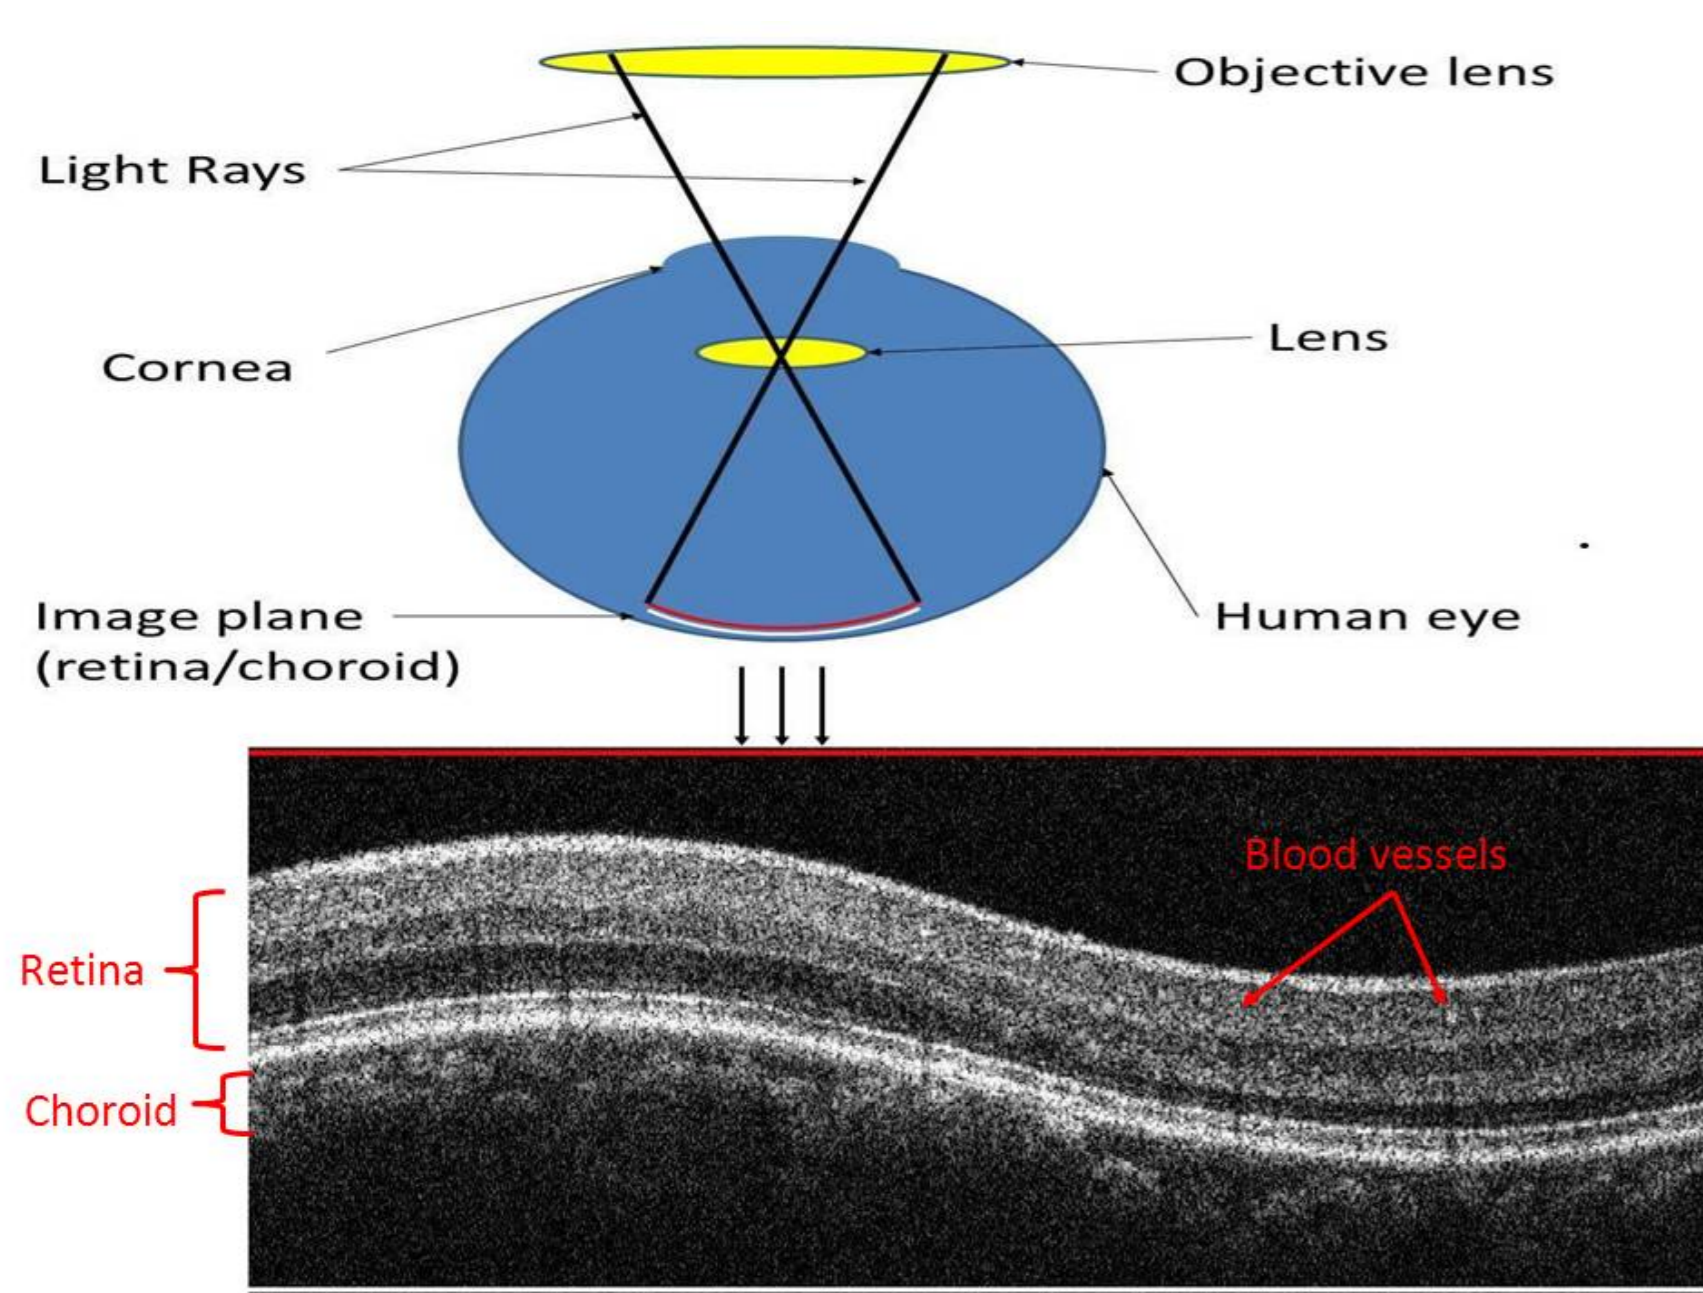 Objective lens
Light Rays
Lens
Cornea
Image plane
(retina/choroid)
Human eye
Blood vessels
Retina
Choroid